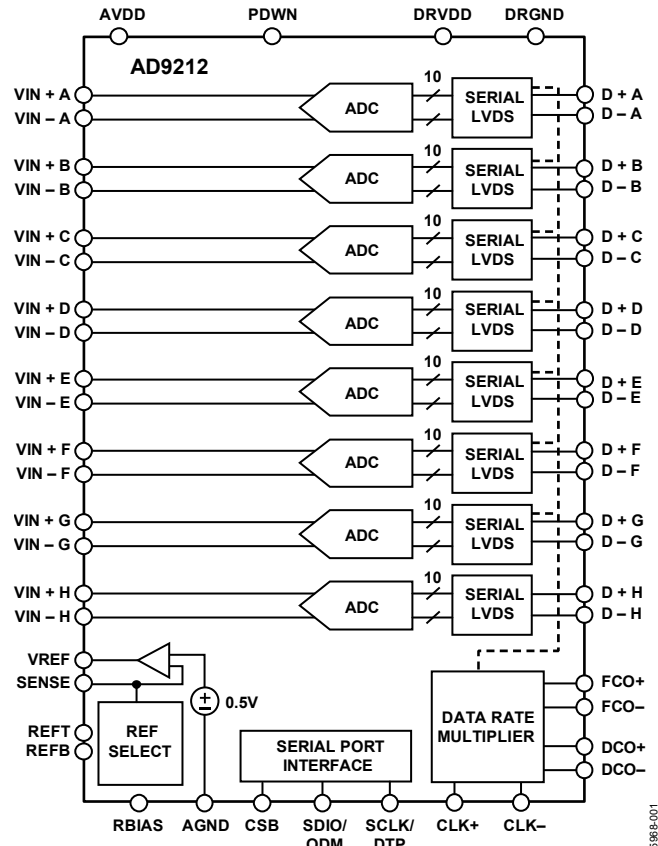 AVDD PDWN DRVDD DRGND
AD9212
VIN + A
VIN – A
ADC
10
SERIAL
LVDS
D + A
D – A
VIN + B
VIN – B
ADC
10
SERIAL
LVDS
D + B
D – B
VIN + C
VIN – C
ADC
10
SERIAL
LVDS
D + C
D – C
VIN + D
VIN – D
ADC
10
SERIAL
LVDS
D + D
D – D
VIN + E
VIN – E
ADC
10
SERIAL
LVDS
D + E
D – E
VIN + F
VIN – F
ADC
10
SERIAL
LVDS
D + F
D – F
VIN + G
VIN – G
ADC
10
SERIAL
LVDS
D + G
D – G
VIN + H
VIN – H
ADC
10
SERIAL
LVDS
D + H
D – H
VREF
SENSE
REFT
REFB
REF
SELECT
± 0.5V
SERIAL PORT
INTERFACE
DATA RATE
MULTIPLIER
FCO+
FCO–
DCO+
DCO–
RBIAS AGND CSB SDIO/ SCLK/ CLK+ CLK–
ODM DTP